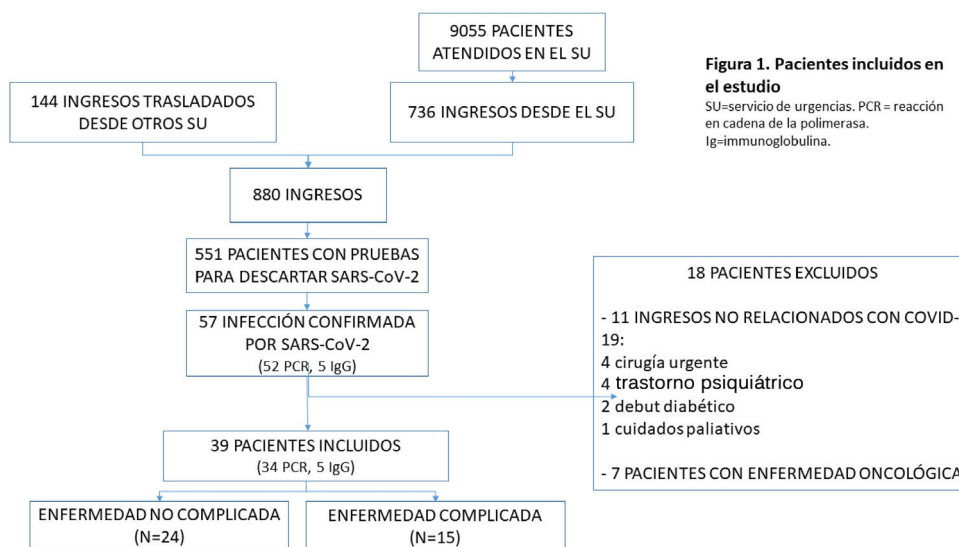 9055 PACIENTES
ATENDIDOS EN EL SU
Figura 1. Pacientes incluidos en
el estudio
SU=servicio de urgencias. PCR = reacción
en cadena de la polimerasa.
Ig=immunoglobulina.
144 INGRESOS TRASLADADOS
DESDE OTROS SU
736 INGRESOS DESDE EL SU
880 INGRESOS
551 PACIENTES CON PRUEBAS
PARA DESCARTAR SARS-CoV-2
57 INFECCIÓN CONFIRMADA
POR SARS-CoV-2
(52 PCR, 5 IgG)
18 PACIENTES EXCLUIDOS
- 11 INGRESOS NO RELACIONADOS CON COVID-
19:
4 cirugía urgente
4 trastorno psiquiátrico
2 debut diabético
1 cuidados paliativos
- 7 PACIENTES CON ENFERMEDAD ONCOLÓGICA
39 PACIENTES INCLUIDOS
(34 PCR, 5 IgG)
ENFERMEDAD NO COMPLICADA
(N=24)
ENFERMEDAD COMPLICADA
(N=15)